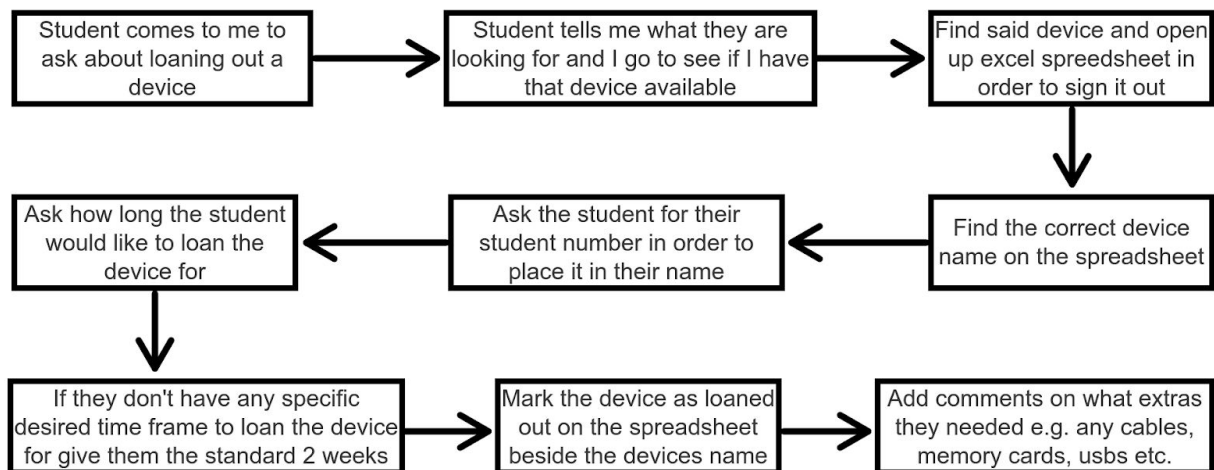 Student comes to me to
ask about loaning out a
device
Student tells me what they are
looking for and I go to see if I have
that device available
Find said device and open
up excel spreedsheet in
order to sign it out
Find the correct device
name on the spreadsheet
Ask the student for their
student number in order to
place it in their name
Ask how long the student
would like to loan the
device for
If they don't have any specific
desired time frame to loan the device
for give them the standard 2 weeks
Mark the device as loaned
out on the spreadsheet
beside the devices name
Add comments on what extras
they needed e.g. any cables,
memory cards, usbs etc.